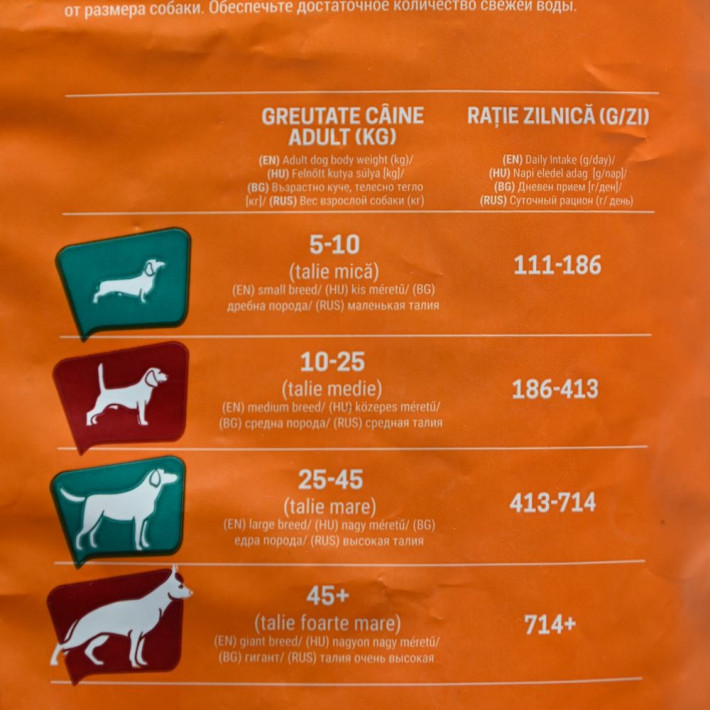 от размера собаки. Обеспечьте достаточное количество свежей воды.
GREUTATE CÂINE
ADULT (KG)
(EN) Adult dog body weight (kg)/
(HU) Felnőtt kutya súlya [kg]/
(BG) Възрастно куче, телесно тегло
[кг]/ (RUS) Вес взрослой собаки (кг)
RAȚIE ZILNICĂ (G/ZI)
(EN) Daily Intake (g/day)/
(HU) Napi eledel adag [g/nap]/
(BG) Дневен прием [г/ден]/
(RUS) Суточный рацион (г/ день)
5-10
(talie mică)
(EN) small breed/ (HU) kis méretű/ (BG)
дребна порода/ (RUS) маленькая талия
111-186
10-25
(talie medie)
(EN) medium breed/ (HU) közepes méretű/
(BG) средна порода/ (RUS) средная талия
186-413
25-45
(talie mare)
(EN) large breed/ (HU) nagy méretű/ (BG)
едра порода/ (RUS) высокая талия
413-714
45+
(talie foarte mare)
(EN) giant breed/ (HU) nagyon nagy méretű/
(BG) гигант/ (RUS) талия очень высокая
714+